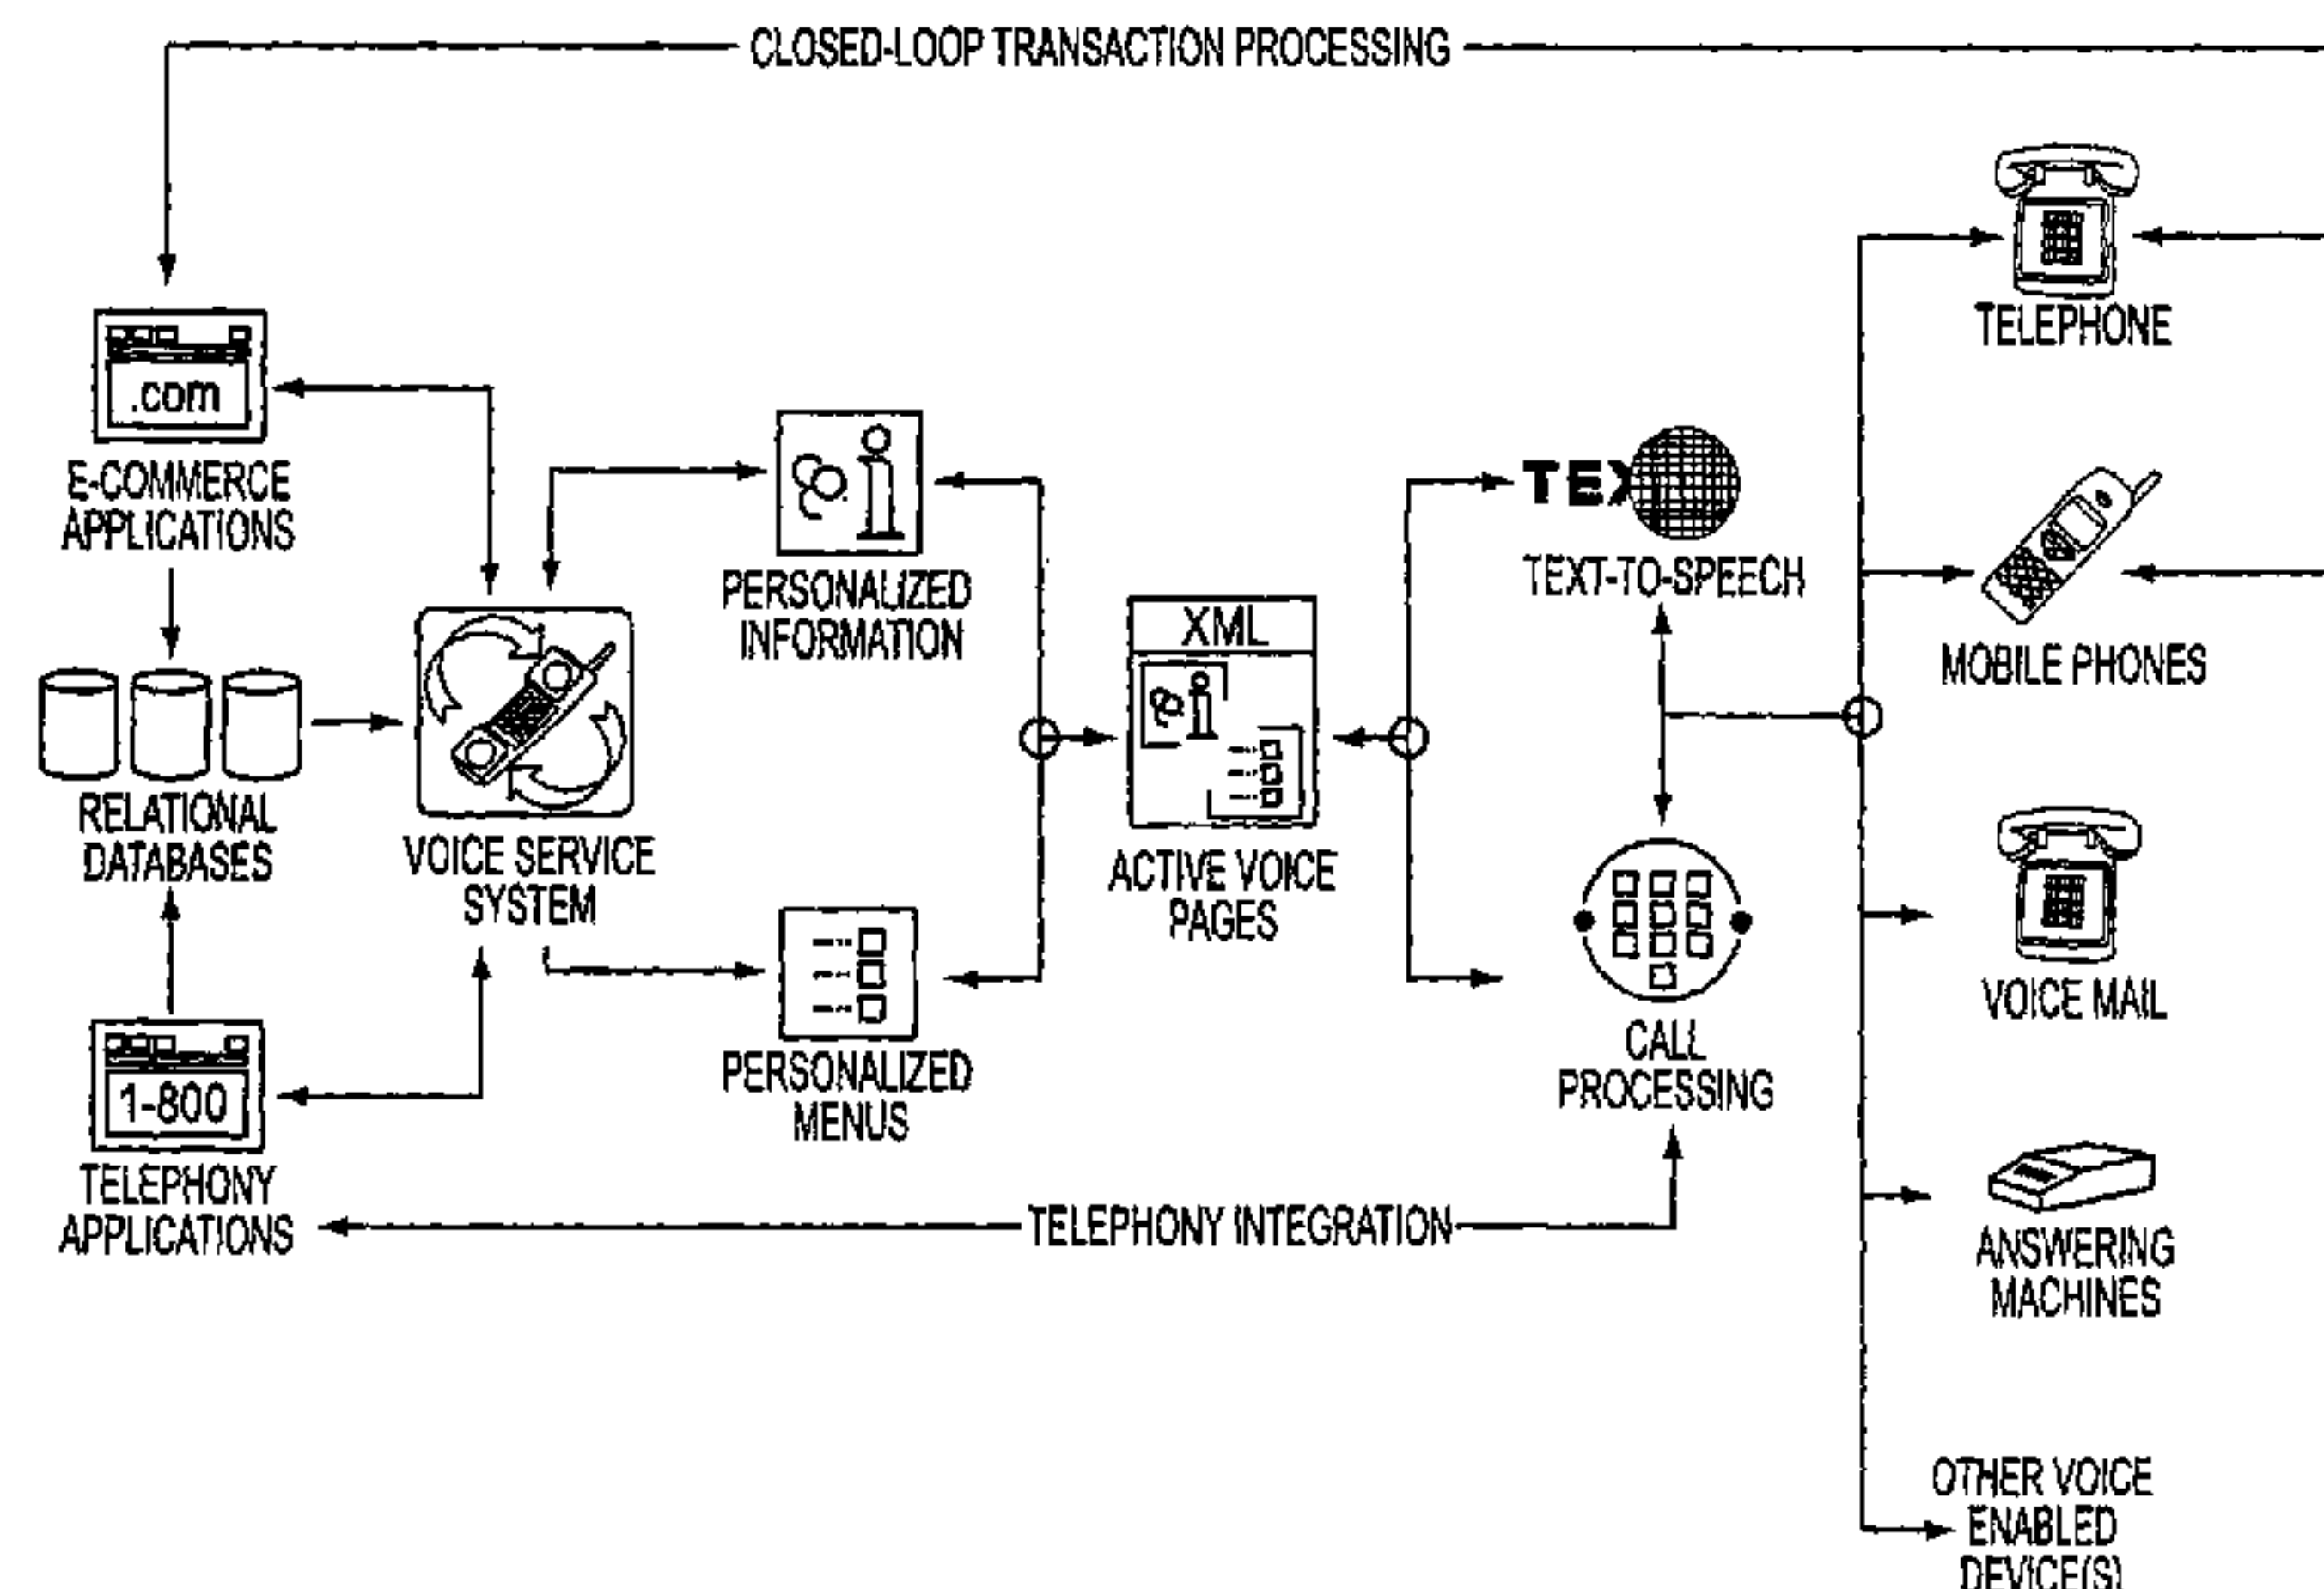 CLOSED-LOOP TRANSACTION PROCESSING
TELEPHONE
.com
E-COMMERCE
APPLICATIONS
PERSONALIZED
INFORMATION
TEX
TEXT-TO-SPEECH
XML
MOBILE PHONES
RELATIONAL
DATABASES
VOICE SERVICE
SYSTEM
ACTIVE VOICE
PAGES
VOICE MAIL
CALL
PROCESSING
PERSONALIZED
MENUS
1-800
TELEPHONY
APPLICATIONS
TELEPHONY INTEGRATION
ANSWERING
MACHINES
OTHER VOICE
ENABLED
DEVICE(S)